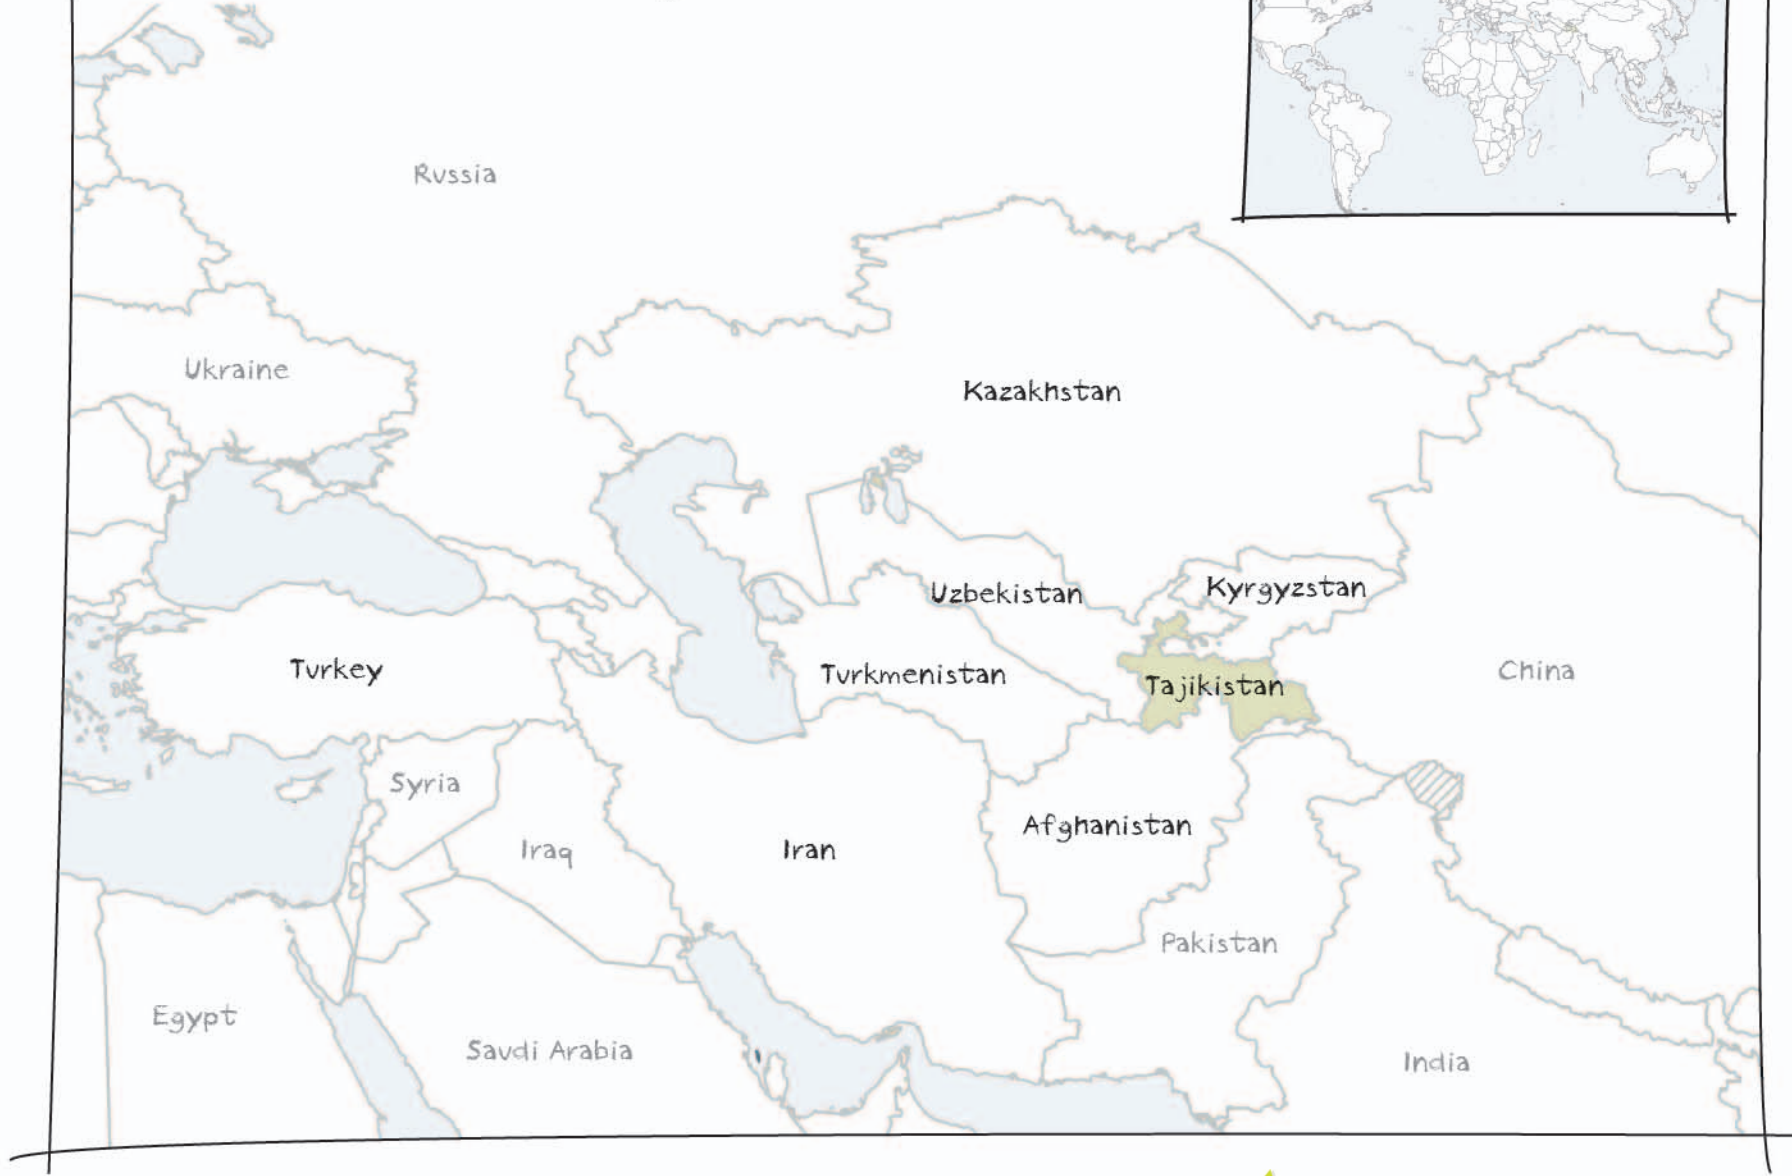 Russia
Ukraine
Kazakhstan
Uzbekistan
Kyrgyzstan
Turkey
Turkmenistan
Tajikistan
China
Syria
Iraq
Iran
Afghanistan
Pakistan
Egypt
Saudi Arabia
India